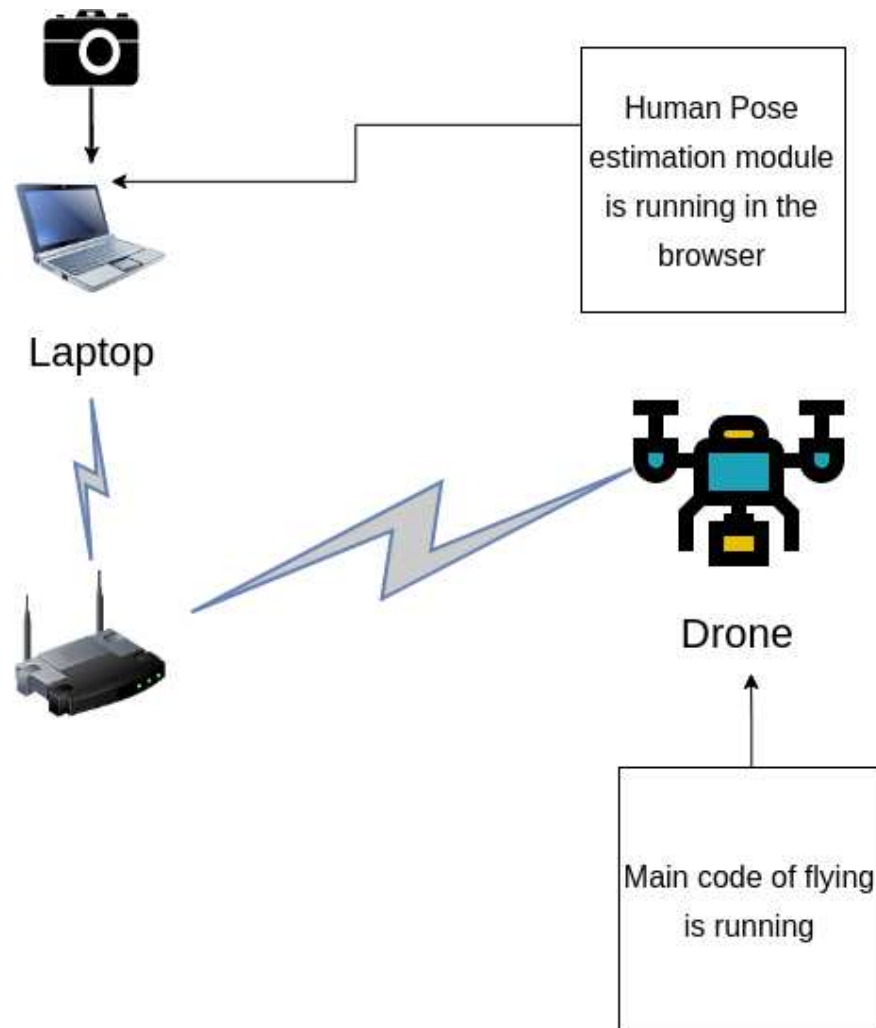 Human Pose
estimation module
is running in the
browser
Laptop
Drone
Main code of flying
is running